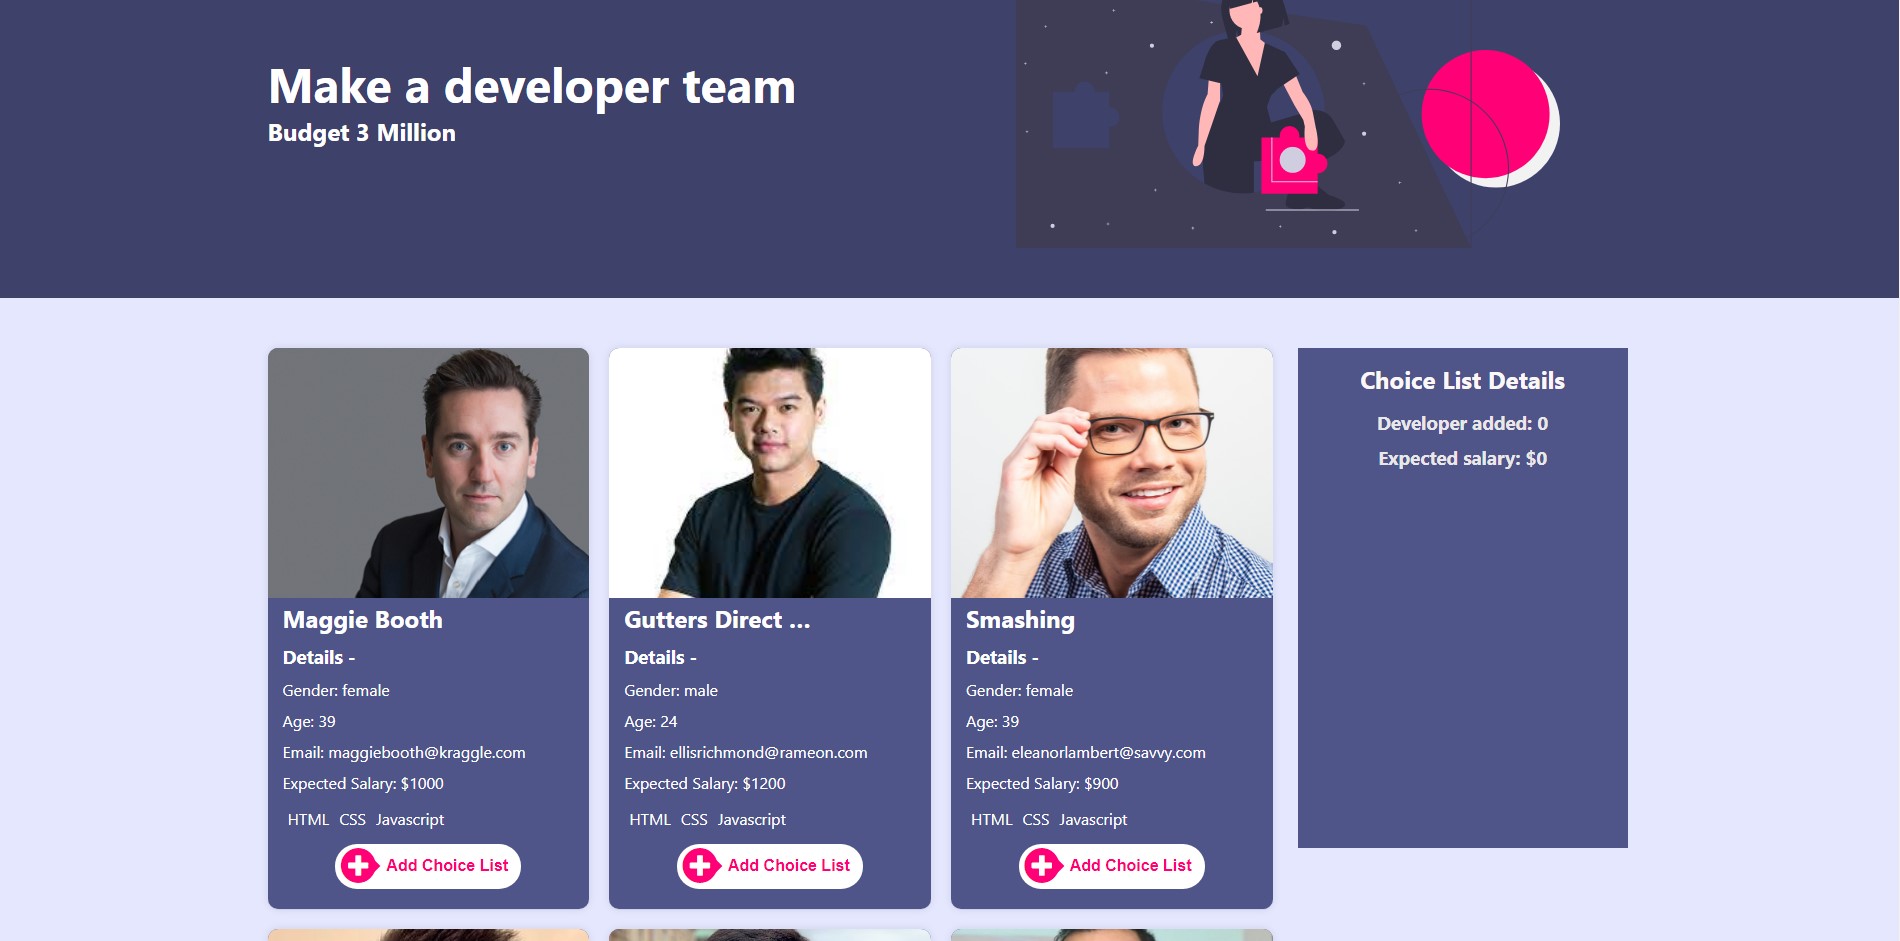 Make a developer team
Budget 3 Million
Maggie Booth
Details -
Gender: female
Age: 39
Email: maggiebooth@kraggle.com
Expected Salary: $1000
HTML CSS Javascript
Add Choice List
Gutters Direct ...
Details -
Gender: male
Age: 24
Email: ellisrichmond@rameon.com
Expected Salary: $1200
HTML CSS Javascript
Add Choice List
Smashing
Details -
Gender: female
Age: 39
Email: eleanorlambert@savvy.com
Expected Salary: $900
HTML CSS Javascript
Add Choice List
Choice List Details
Developer added: 0
Expected salary: $0